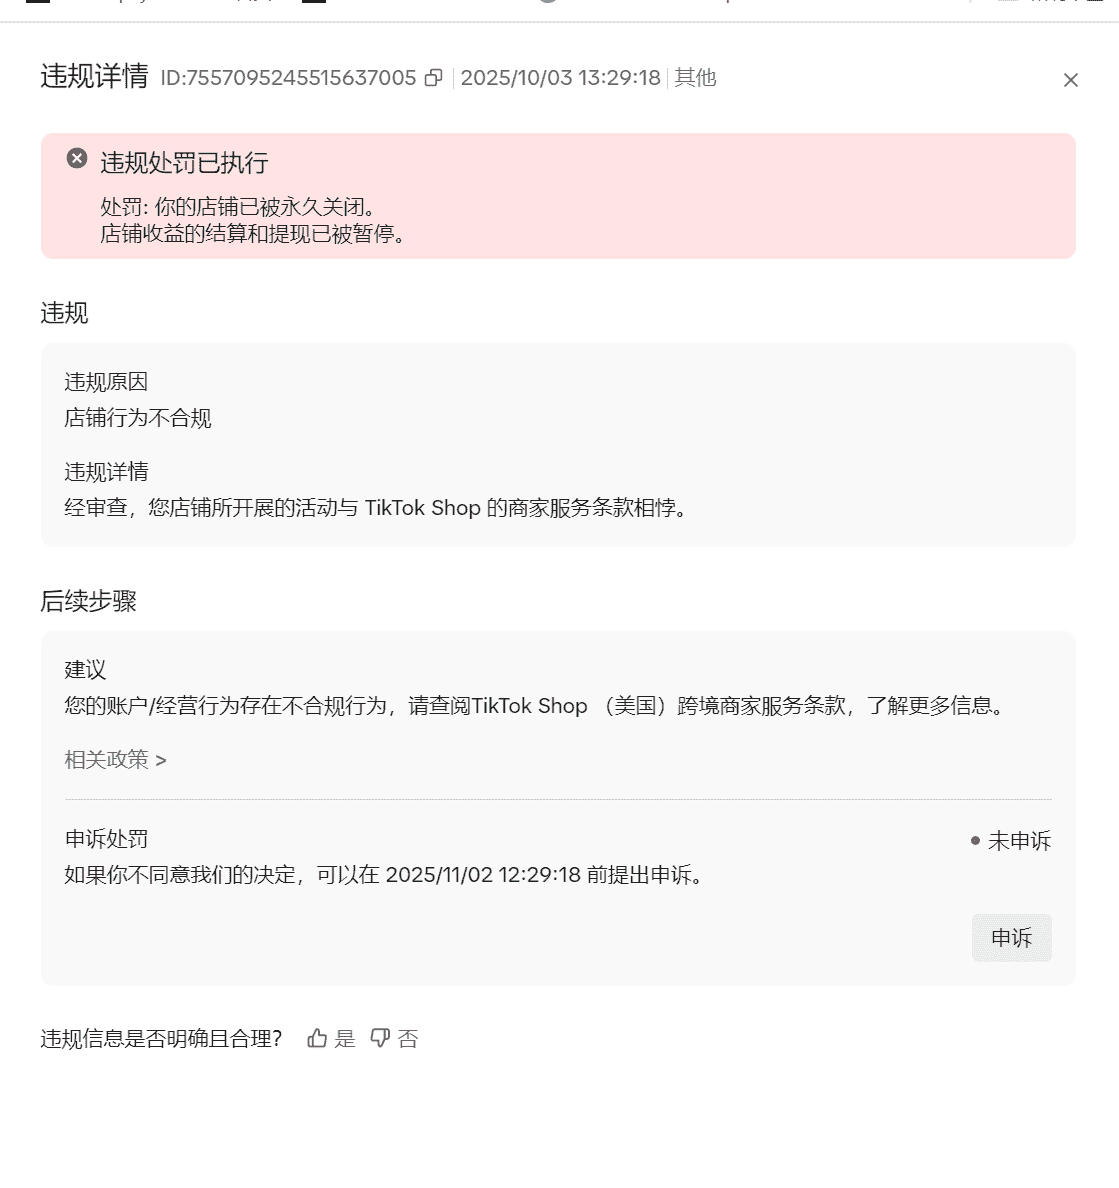 违规详情 ID:7557095245515637005 2025/10/03 13:29:18 其他
违规处罚已执行
处罚: 你的店铺已被永久关闭。
店铺收益的结算和提现已被暂停。
违规
违规原因
店铺行为不合规
违规详情
经审查，您店铺所开展的活动与 TikTok Shop 的商家服务条款相悖。
后续步骤
建议
您的账户/经营行为存在不合规行为，请查阅TikTok Shop （美国）跨境商家服务条款，了解更多信息。
相关政策 >
申诉处罚
未申诉
如果你不同意我们的决定，可以在 2025/11/02 12:29:18 前提出申诉。
申诉
违规信息是否明确且合理? 是 否